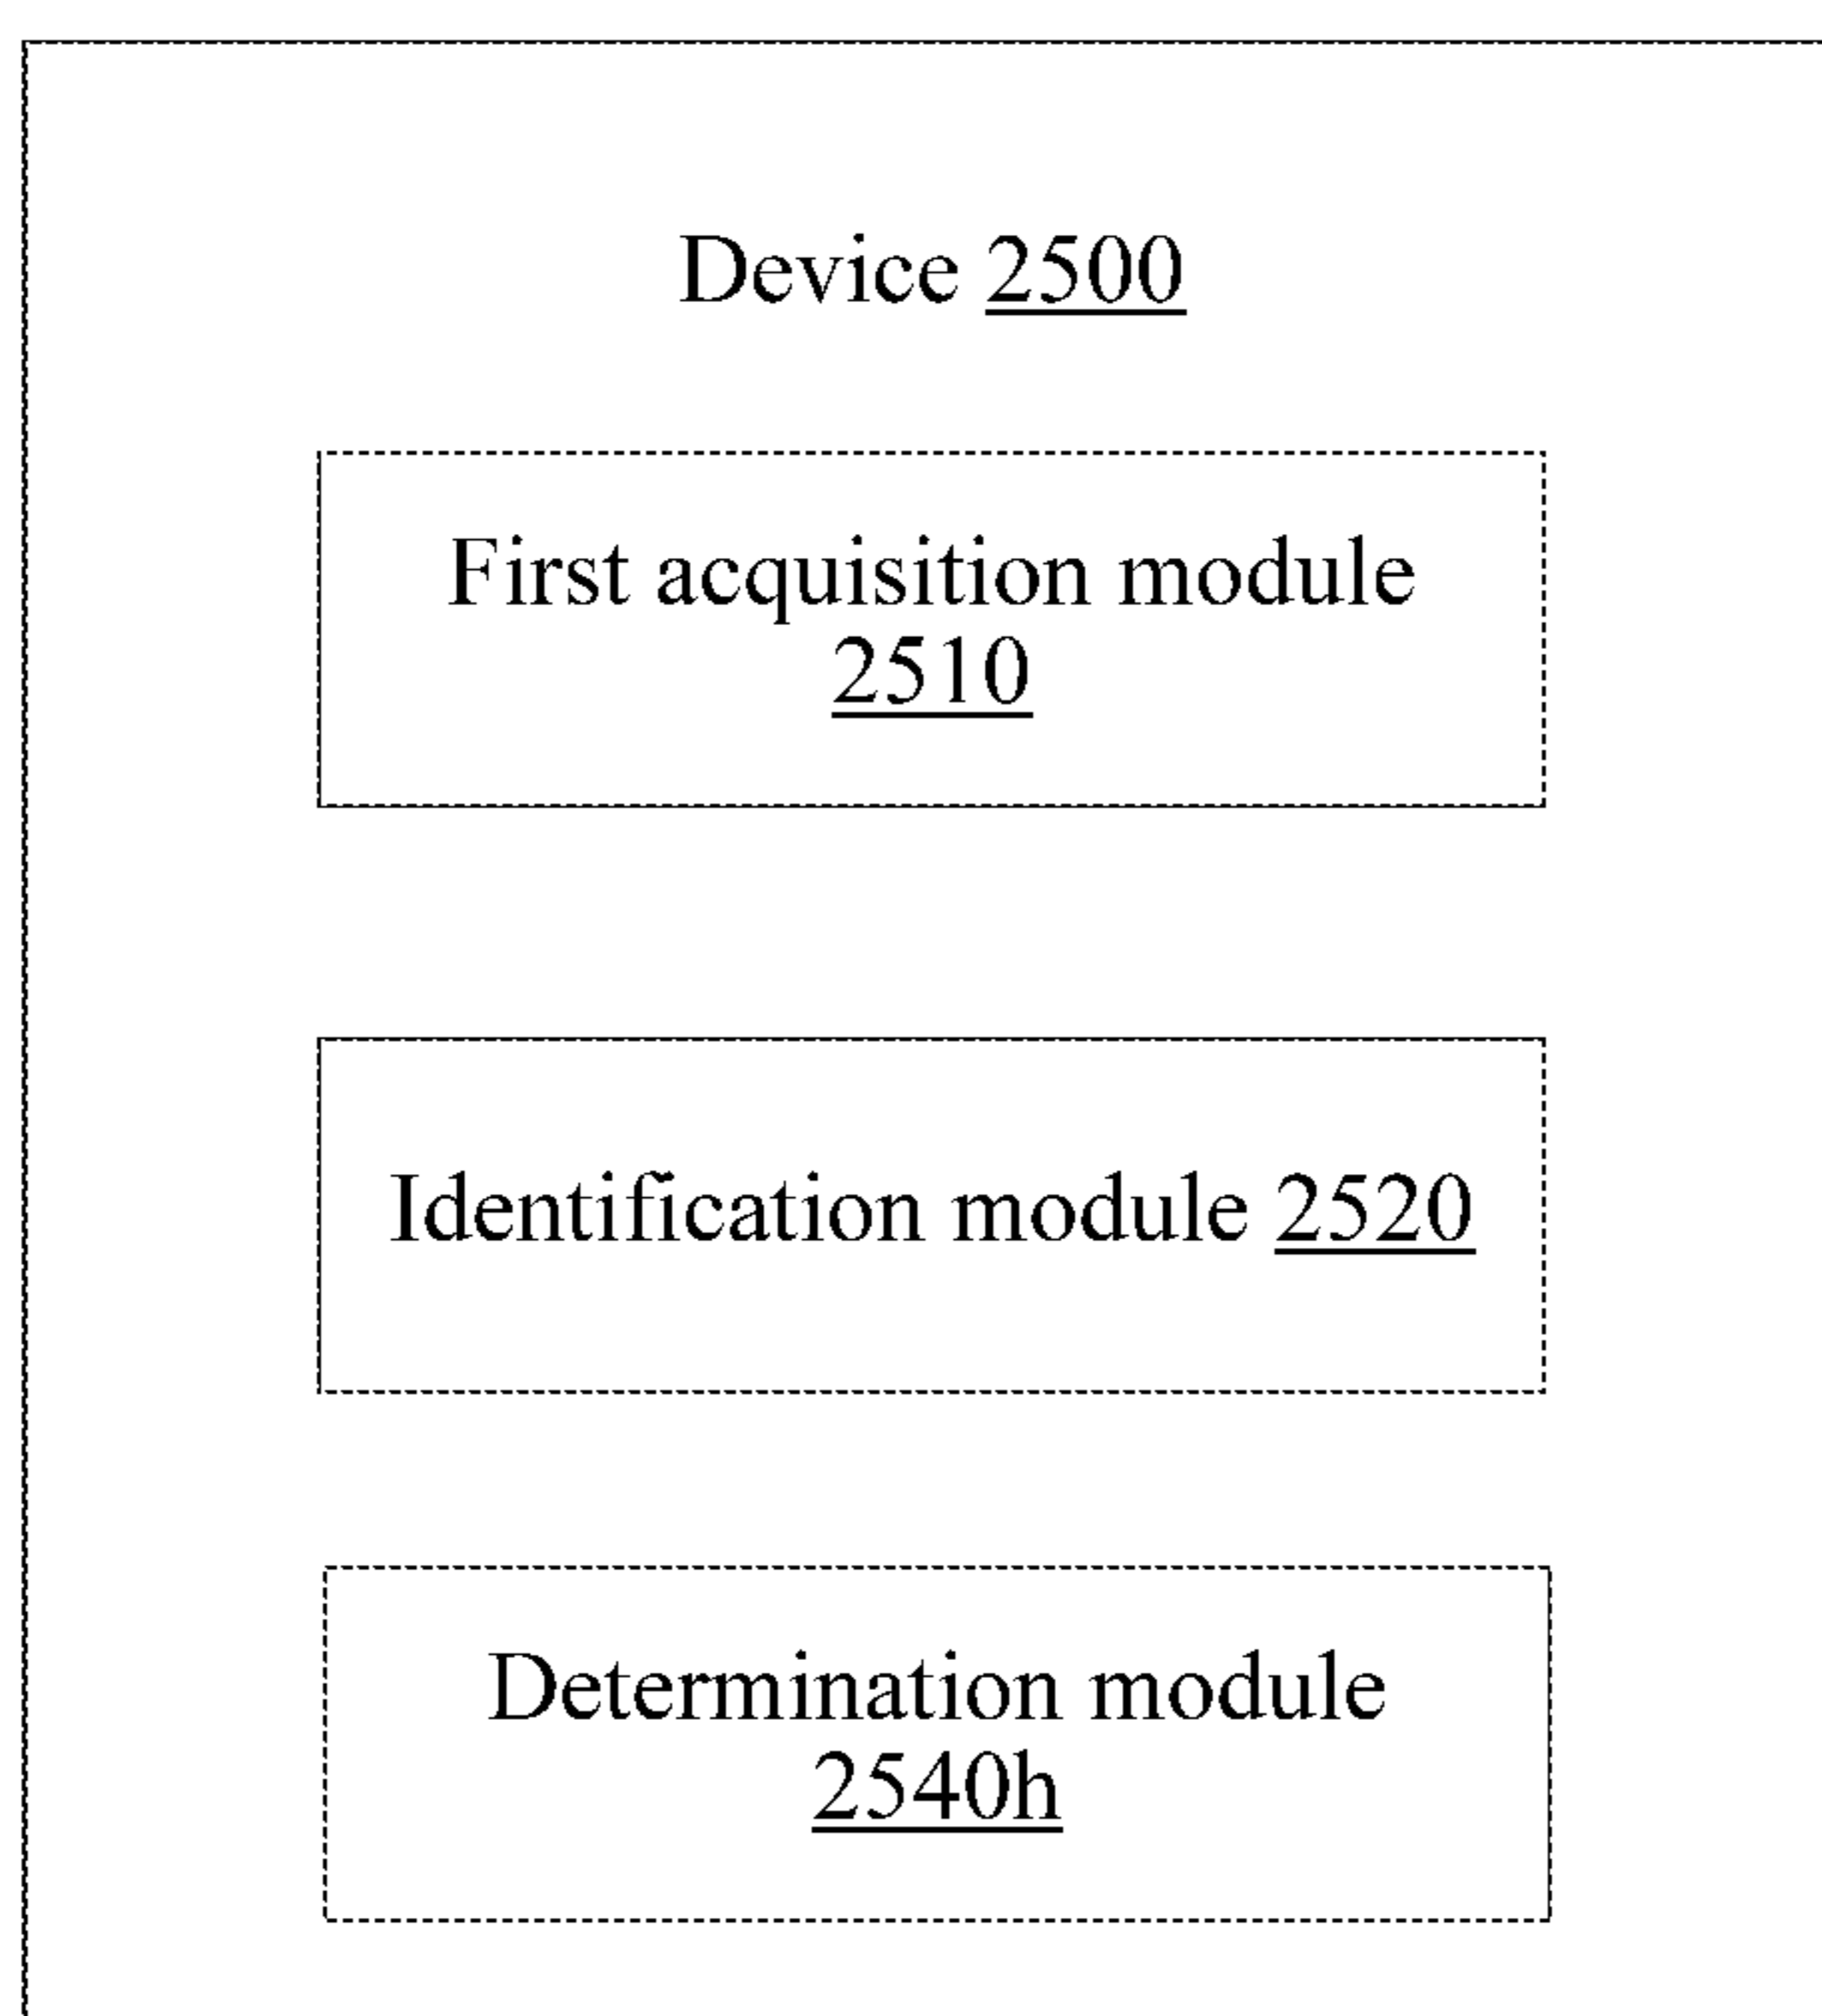 Device 2500
First acquisition module
2510
Identification module 2520
Determination module
2540h